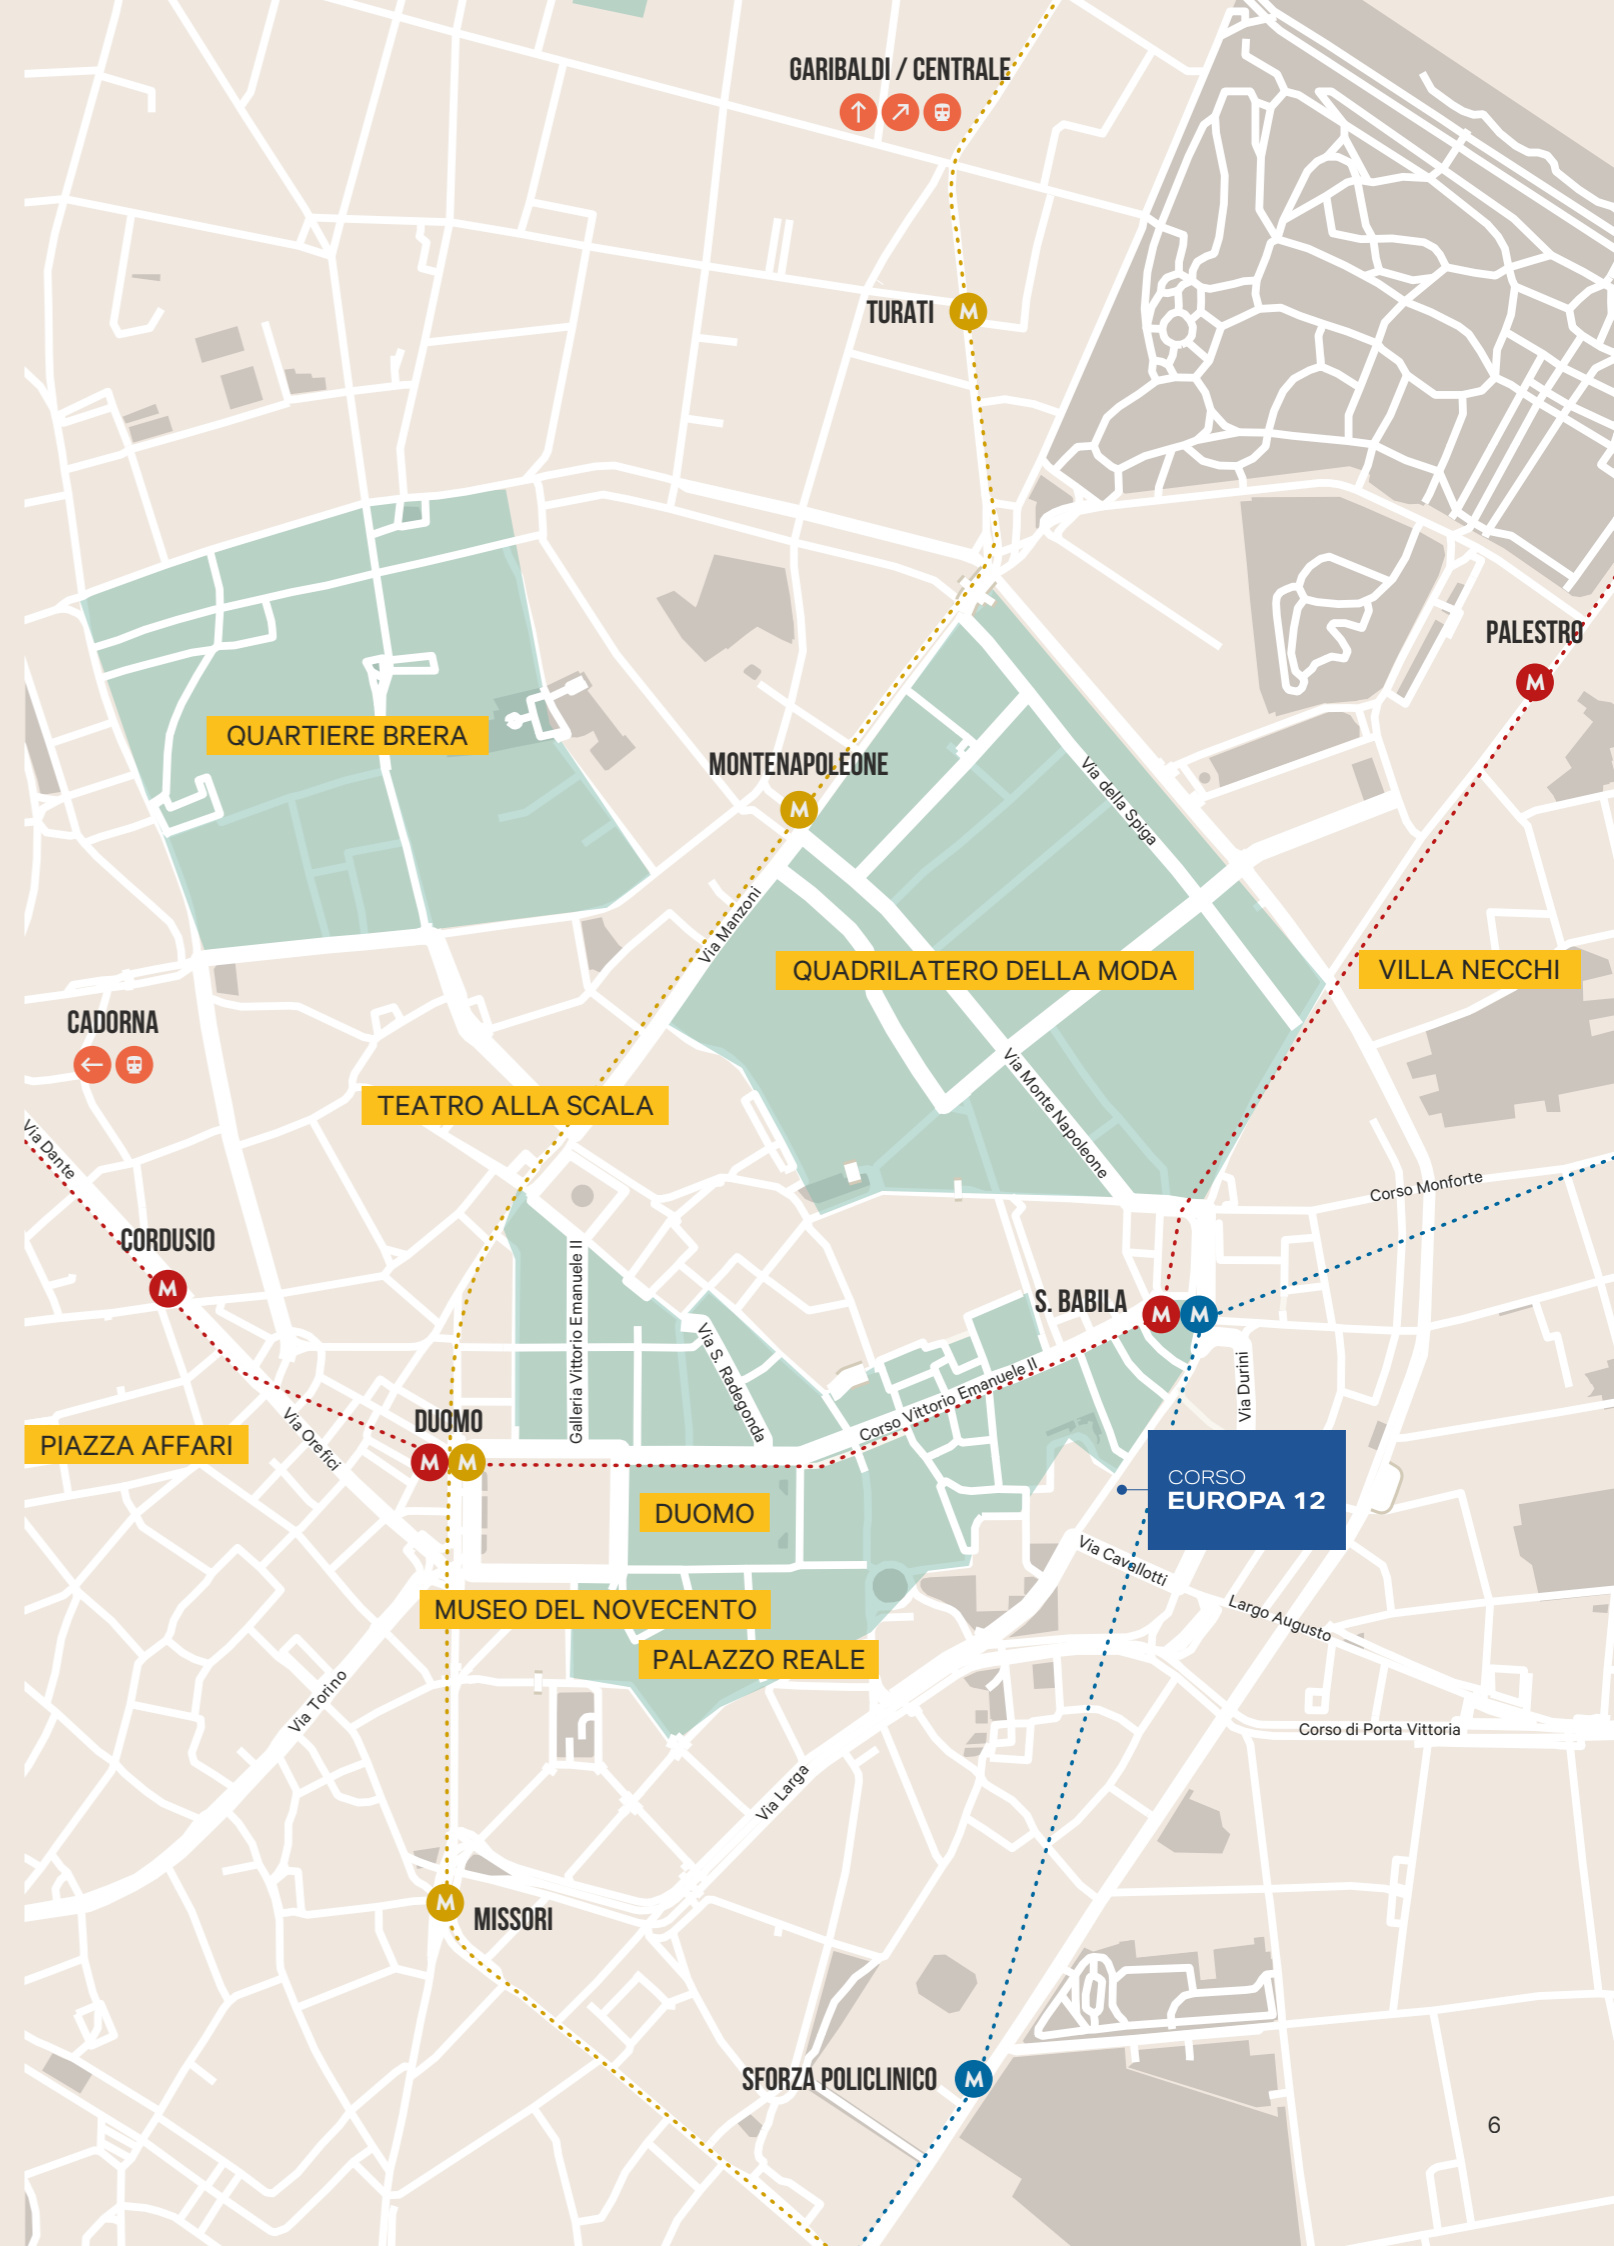 GARIBALDI / CENTRALE
TURATI
M
PALESTRO
M
QUARTIERE BRERA
MONTENAPOLEONE
M
Via della Spiga
Via Manzoni
QUADRILATERO DELLA MODA
VILLA NECCHI
CADORNA
TEATRO ALLA SCALA
Via Monte Napoleone
Via Dante
Corso Monforte
CORDUSIO
M
Galleria Vittorio Emanuele II
S. BABILA
M M
Via S. Radegonda
Corso Vittorio Emanuele II
Via Durini
PIAZZA AFFARI
Via Orefici
DUOMO
M M
CORSO
EUROPA 12
DUOMO
Via Cavallotti
MUSEO DEL NOVECENTO
Largo Augusto
PALAZZO REALE
Via Torino
Corso di Porta Vittoria
Via Larga
M
MISSORI
SFORZA POLICLINICO
M
6